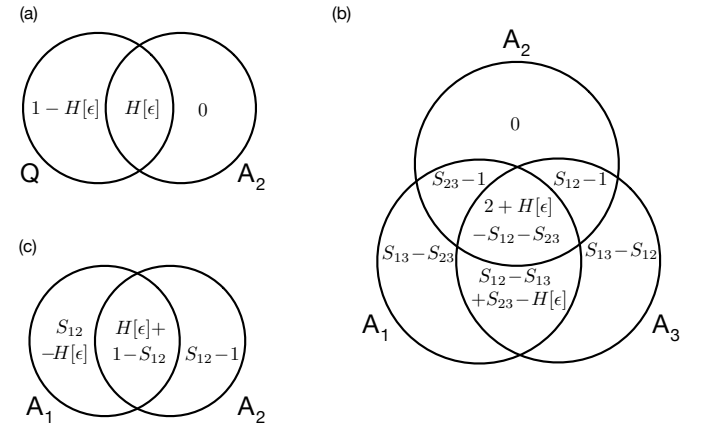 (a)
1 − H[ϵ]
H[ϵ]
0
Q
A₂
(b)
A₂
0
S₂₃−1
S₁₂−1
2 + H[ϵ]
−S₁₂−S₂₃
S₁₃−S₂₃
S₁₃−S₁₂
S₁₂−S₁₃
+S₂₃−H[ϵ]
A₁
A₃
(c)
S₁₂
−H[ϵ]
H[ϵ]+
1−S₁₂
S₁₂−1
A₁
A₂